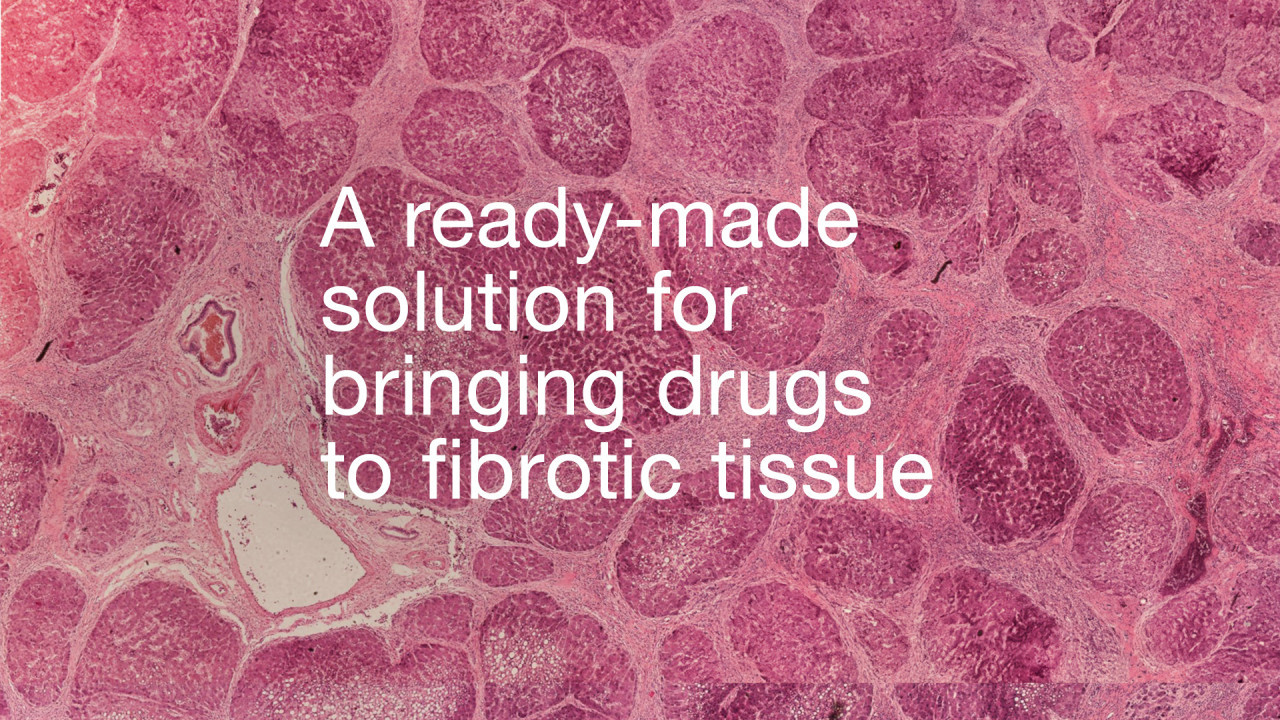 A ready-made
solution for
bringing drugs
to fibrotic tissue